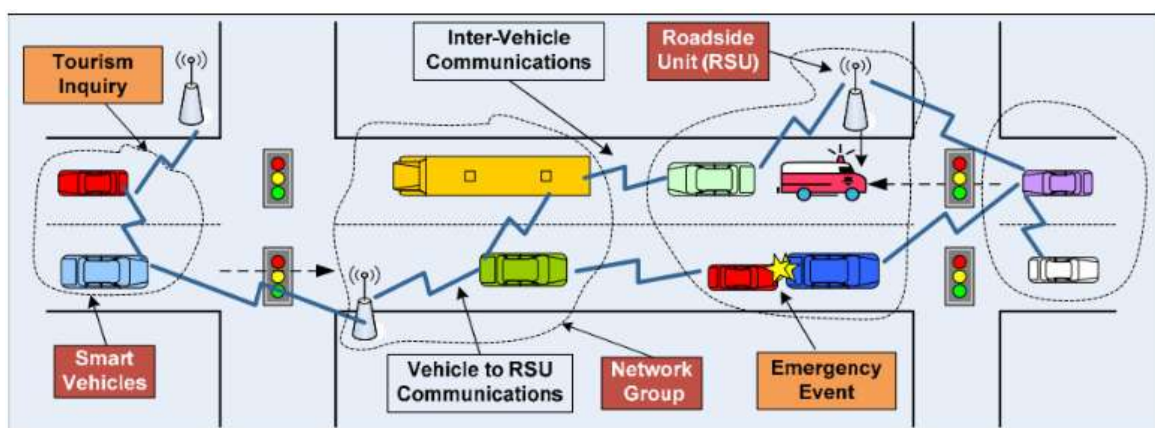 Tourism
Inquiry
Inter-Vehicle
Communications
Roadside
Unit (RSU)
Smart
Vehicles
Vehicle to RSU
Communications
Network
Group
Emergency
Event